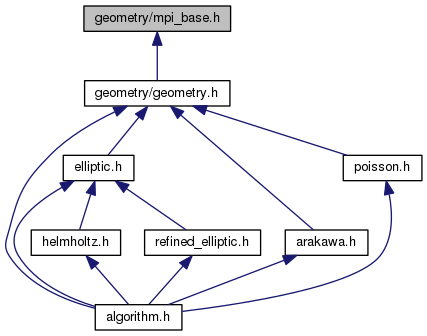 geometry/mpi_base.h
geometry/geometry.h
elliptic.h
poisson.h
helmholtz.h
refined_elliptic.h
arakawa.h
algorithm.h